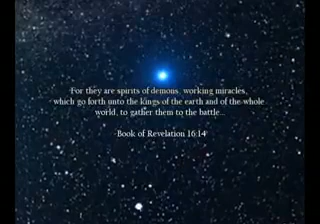 For they are spirits of demons, working miracles,
which go forth unto the kings of the earth and of the whole
world, to gather them to the battle...
-Book of Revelation 16:14